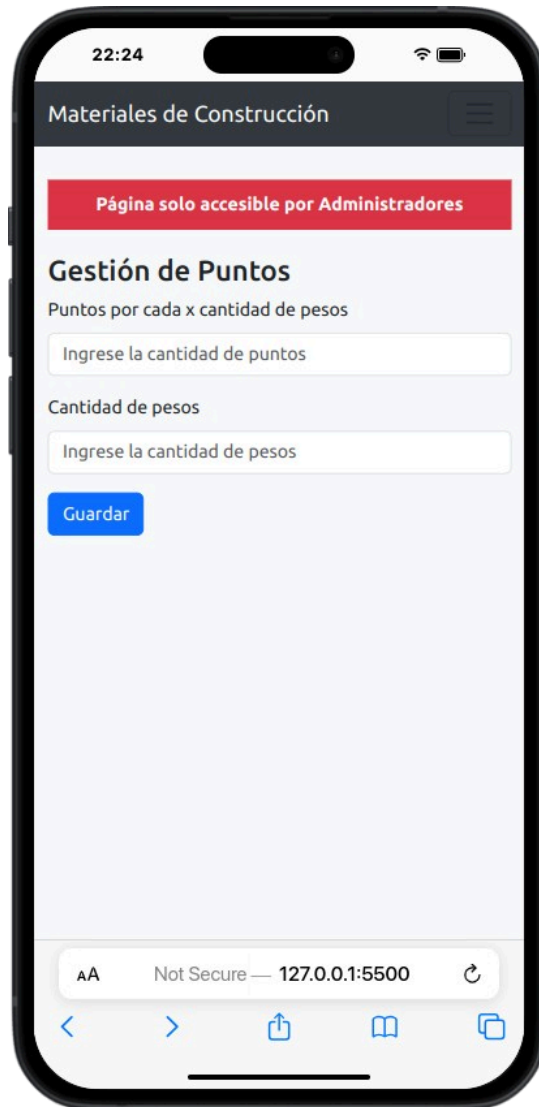 22:24
Materiales de Construcción
Página solo accesible por Administradores
Gestión de Puntos
Puntos por cada x cantidad de pesos
Ingrese la cantidad de puntos
Cantidad de pesos
Ingrese la cantidad de pesos
Guardar
AA Not Secure — 127.0.0.1:5500